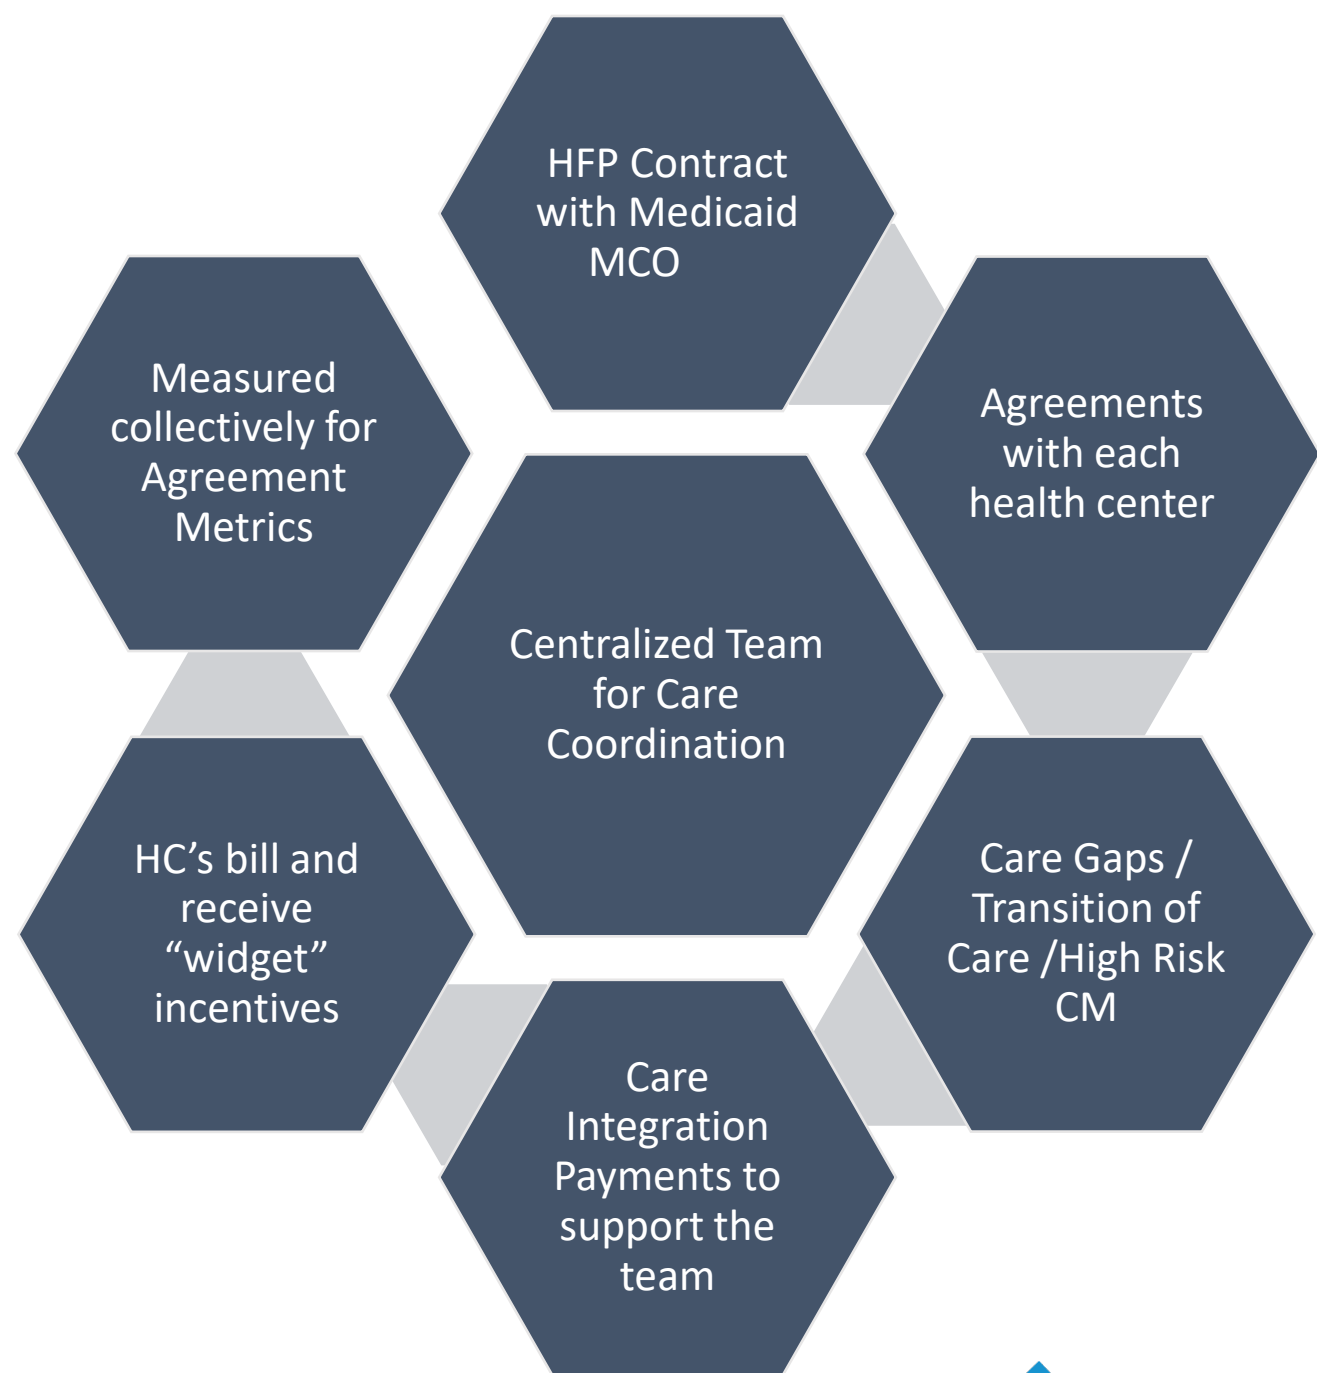 HFP Contract
with Medicaid
MCO
Agreements
with each
health center
Care Gaps /
Transition of
Care /High Risk
CM
Care
Integration
Payments to
support the
team
HC’s bill and
receive
“widget”
incentives
Measured
collectively for
Agreement
Metrics
Centralized Team
for Care
Coordination